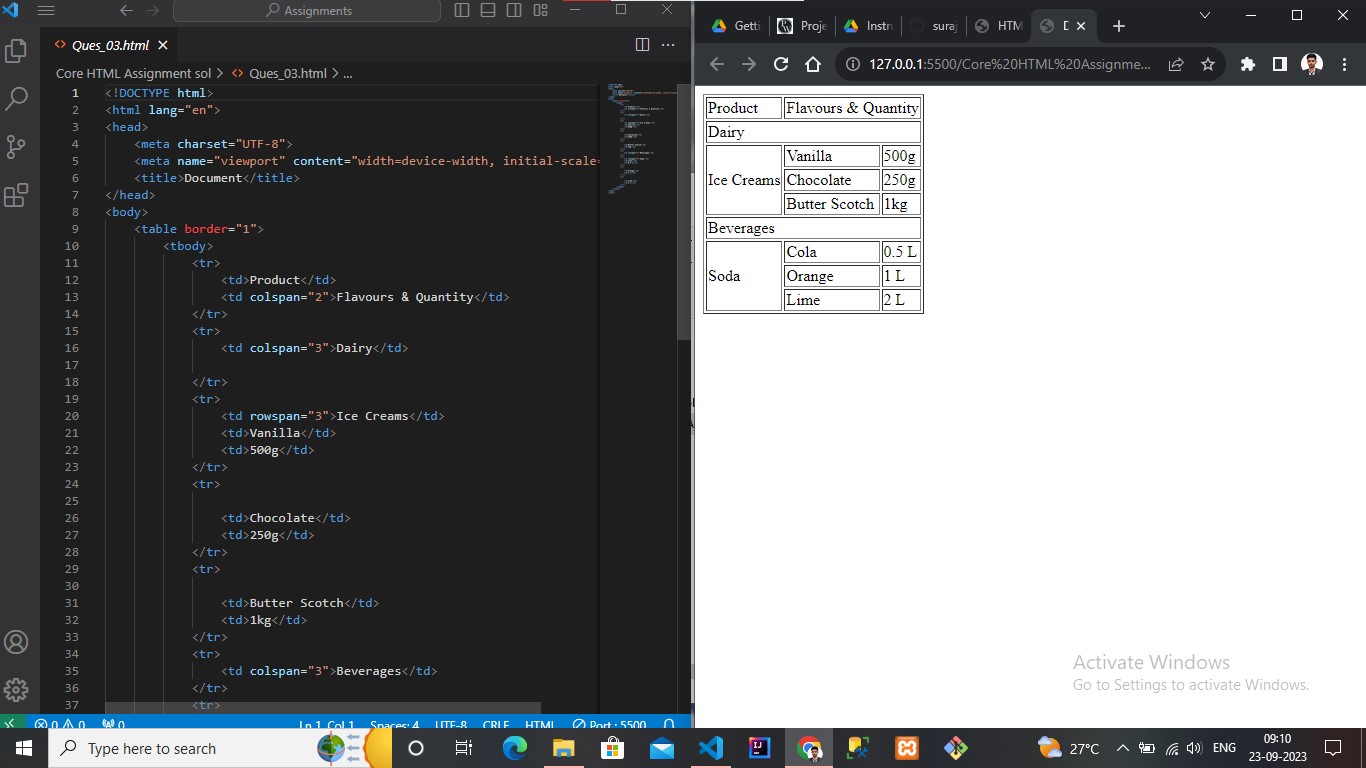 Assignments
Ques_03.html
Core HTML Assignment sol > <> Ques_03.html > ...
1 <!DOCTYPE html>
2 <html lang="en">
3 <head>
4 <meta charset="UTF-8">
5 <meta name="viewport" content="width=device-width, initial-scale=
6 <title>Document</title>
7 </head>
8 <body>
9 <table border="1">
10 <tbody>
11 <tr>
12 <td>Product</td>
13 <td colspan="2">Flavours & Quantity</td>
14 </tr>
15 <tr>
16 <td colspan="3">Dairy</td>
17
18 </tr>
19 <tr>
20 <td rowspan="3">Ice Creams</td>
21 <td>Vanilla</td>
22 <td>500g</td>
23 </tr>
24 <tr>
25
26 <td>Chocolate</td>
27 <td>250g</td>
28 </tr>
29 <tr>
30
31 <td>Butter Scotch</td>
32 <td>1kg</td>
33 </tr>
34 <tr>
35 <td colspan="3">Beverages</td>
36 </tr>
37 <tr>
0 0 0 Ln 1, Col 1 Spaces: 4 UTF-8 CRLF HTML Port : 5500
Getti Proje Instru suraj HTM D
127.0.0.1:5500/Core%20HTML%20Assignme...
Product Flavours & Quantity
Dairy
Ice Creams Vanilla 500g
Chocolate 250g
Butter Scotch 1kg
Beverages
Soda Cola 0.5 L
Orange 1 L
Lime 2 L
Activate Windows
Go to Settings to activate Windows.
Type here to search
27°C ENG 09:10
23-09-2023